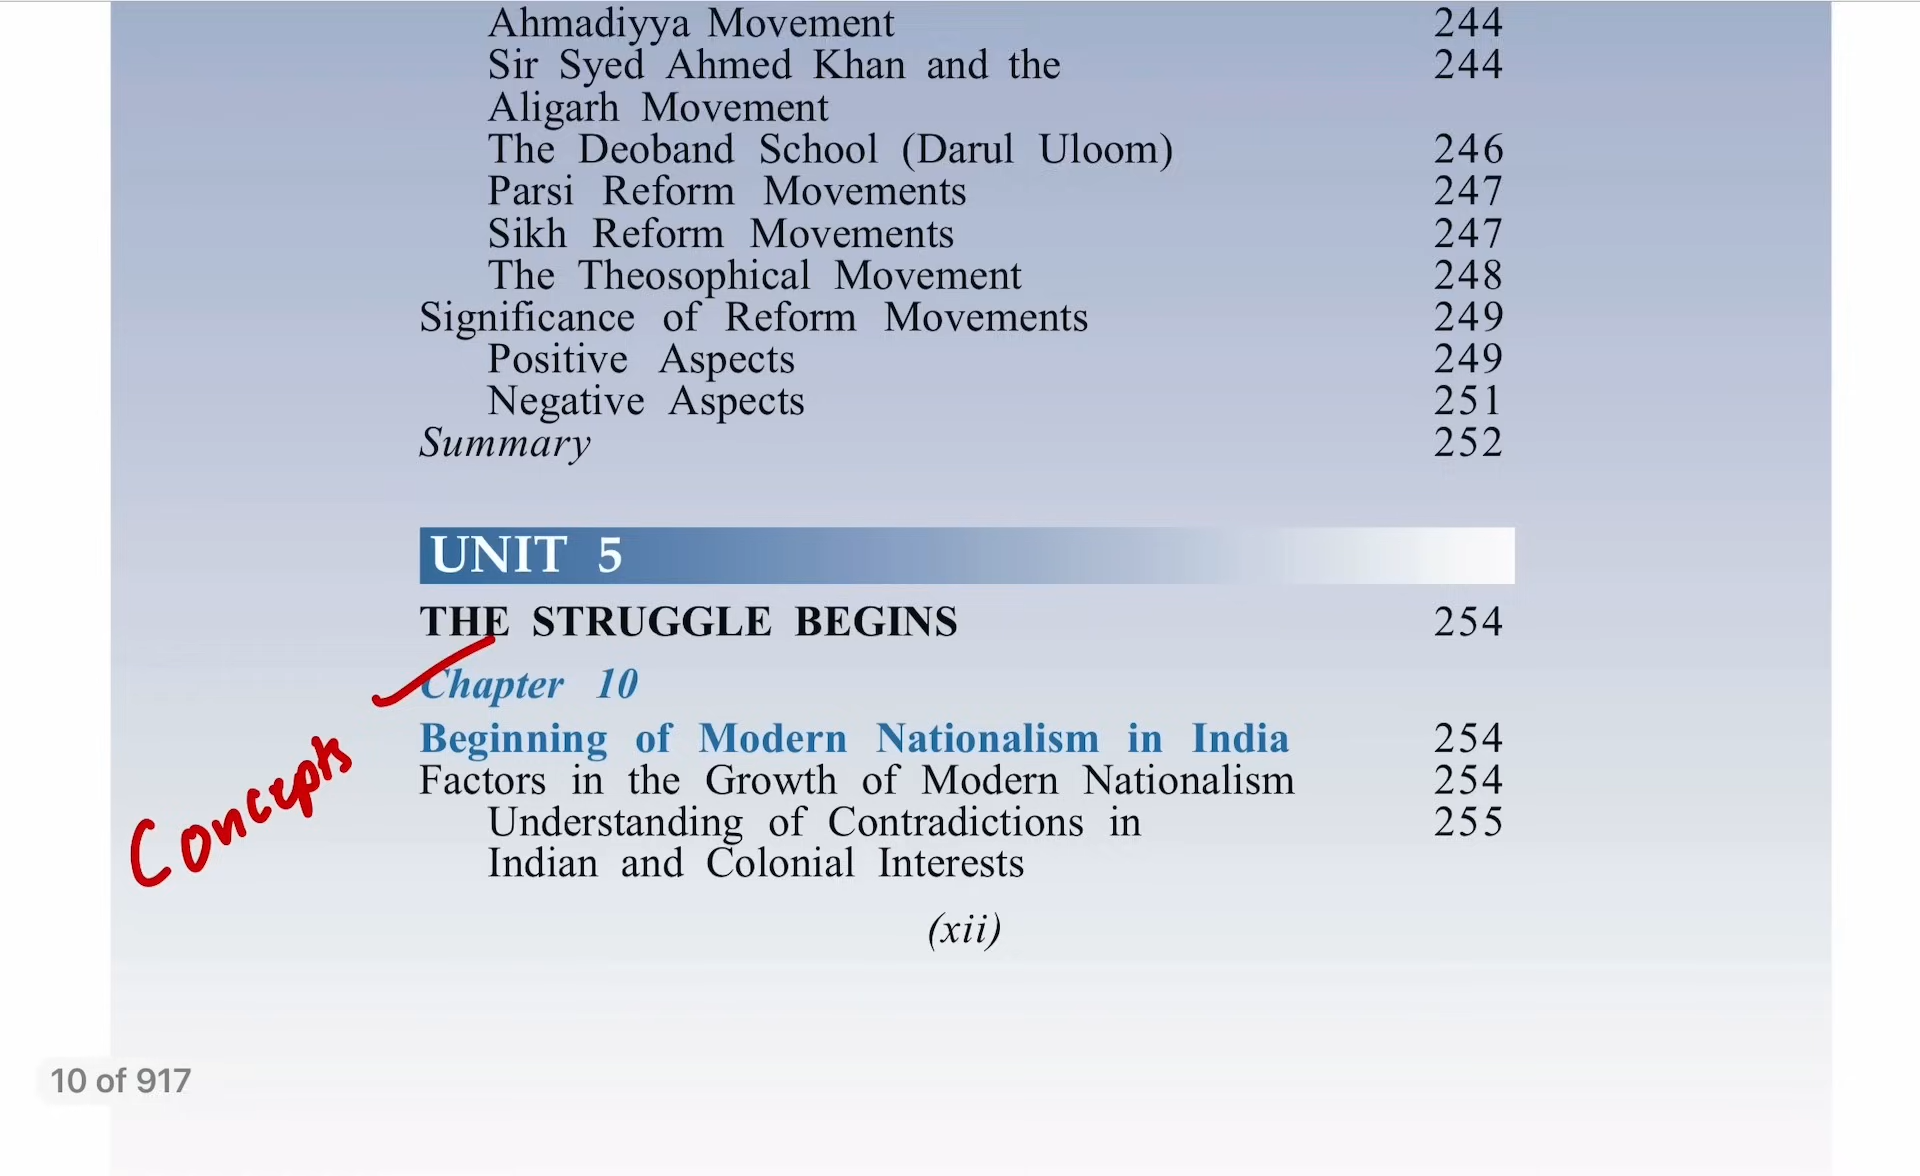 Ahmadiyya Movement 244
Sir Syed Ahmed Khan and the 244
Aligarh Movement
The Deoband School (Darul Uloom) 246
Parsi Reform Movements 247
Sikh Reform Movements 247
The Theosophical Movement 248
Significance of Reform Movements 249
Positive Aspects 249
Negative Aspects 251
Summary 252
UNIT 5
THE STRUGGLE BEGINS 254
Chapter 10
Beginning of Modern Nationalism in India 254
Factors in the Growth of Modern Nationalism 254
Understanding of Contradictions in 255
Indian and Colonial Interests
Concepts
(xii)
10 of 917